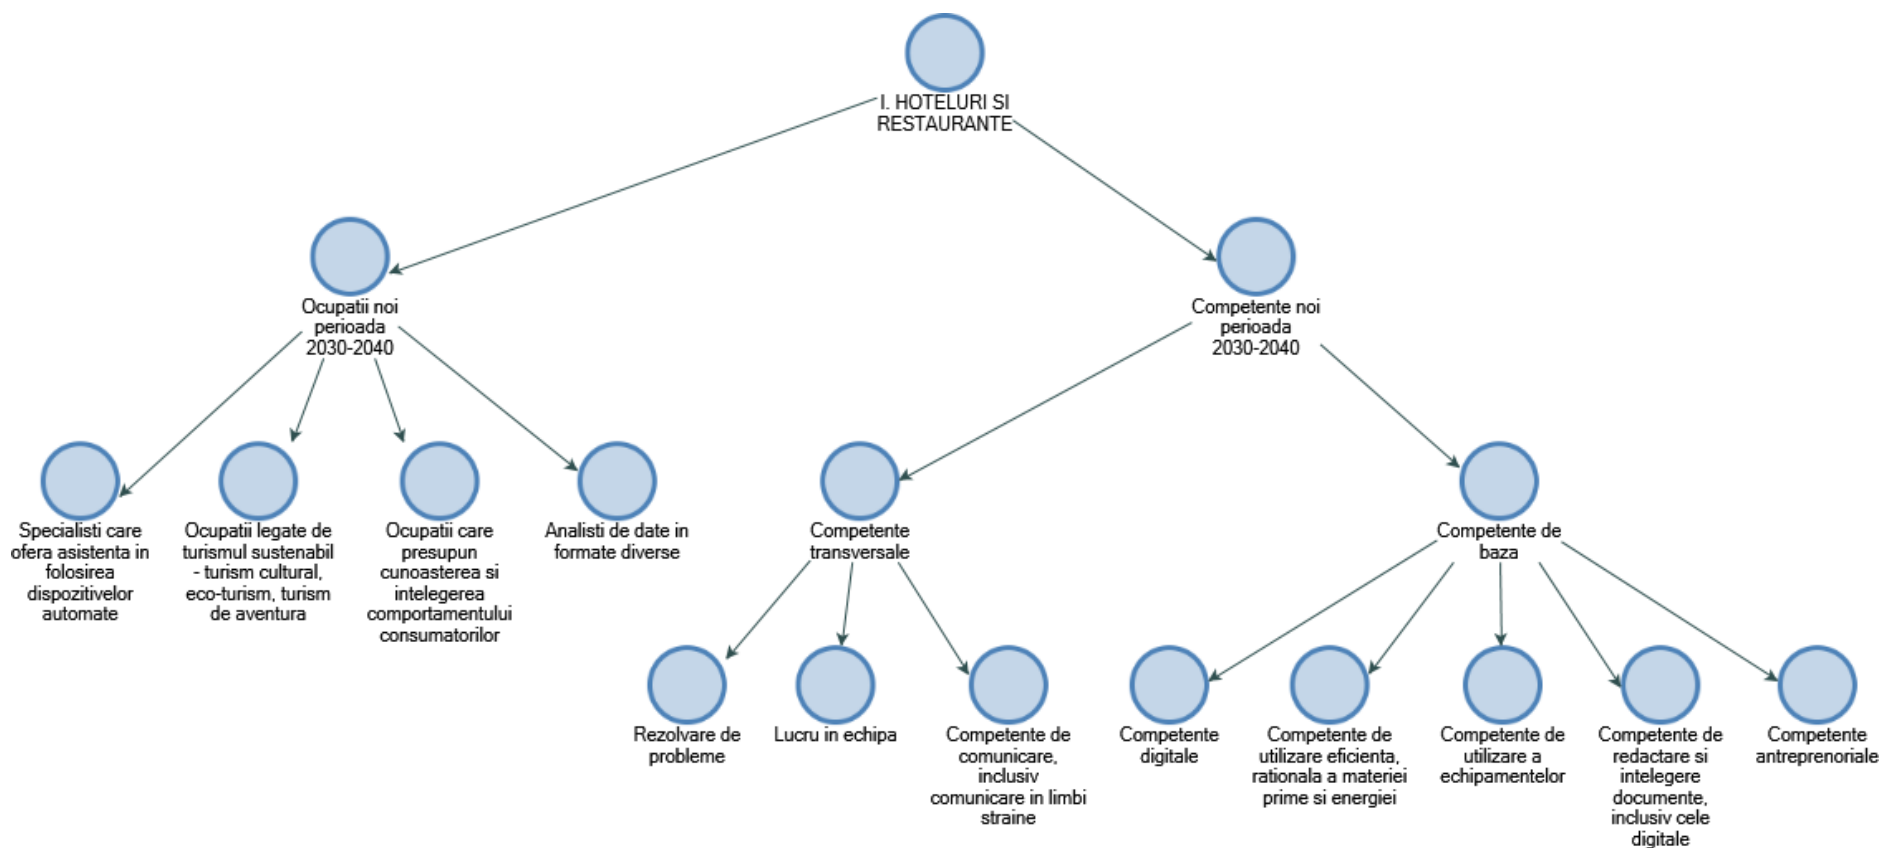 I. HOTELURI SI
RESTAURANTE
Ocupatii noi
perioada
2030-2040
Competente noi
perioada
2030-2040
Specialisti care
ofera asistenta in
folosirea
dispozitivelor
automate
Ocupatii legate de
turismul sustenabil
- turism cultural,
eco-turism, turism
de aventura
Ocupatii care
presupun
cunoasterea si
intelegerea
comportamentului
consumatorilor
Analisti de date in
formate diverse
Competente
transversale
Competente de
baza
Rezolvare de
probleme
Lucru in echipa
Competente de
comunicare,
inclusiv
comunicare in limbi
straine
Competente
digitale
Competente de
utilizare eficienta,
rationala a materiei
prime si energiei
Competente de
utilizare a
echipamentelor
Competente de
redactare si
intelegere
documente,
inclusiv cele
digitale
Competente
antreprenoriale